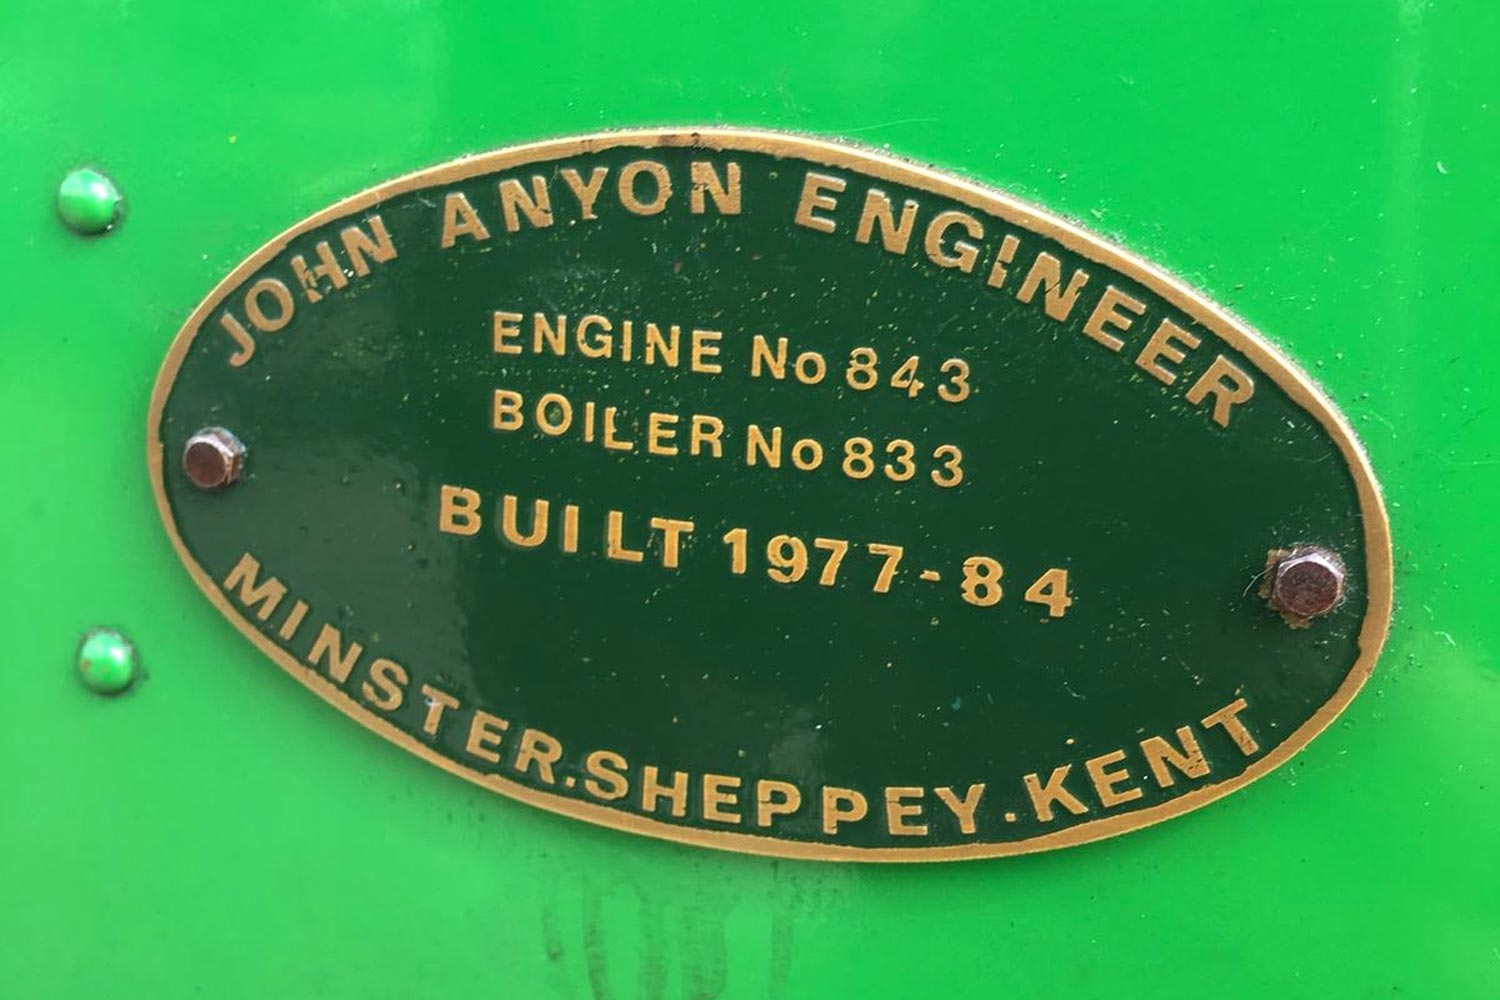 JOHN ANYON ENGINEER
ENGINE No 843
BOILER No 833
BUILT 1977-84
MINSTER.SHEPPEY.KENT